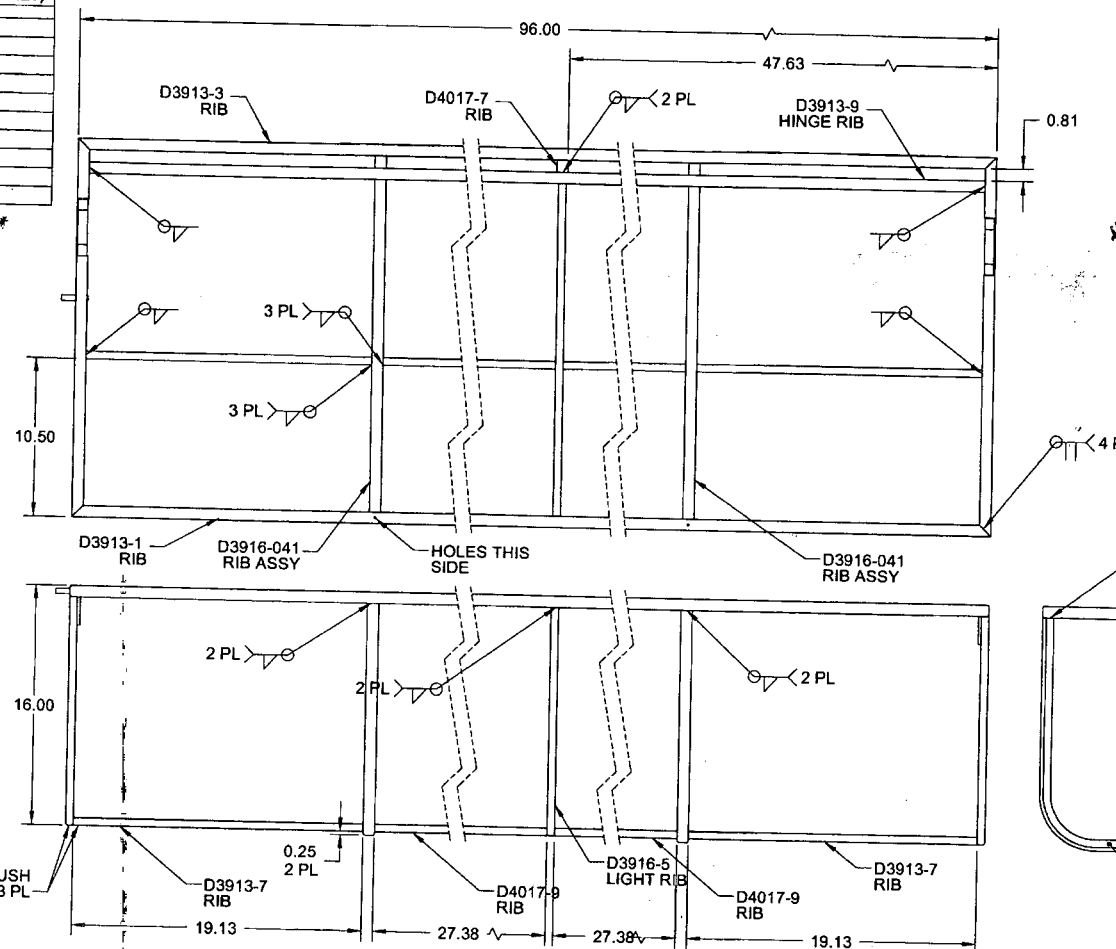 96.00
47.63
D3913-3
RIB
D4017-7
RIB
2 PL
D3913-9
HINGE RIB
0.81
3 PL
3 PL
10.50
D3913-1
RIB
D3916-041
RIB ASSY
HOLES THIS
SIDE
D3916-041
RIB ASSY
4 P
2 PL
2 PL
2 PL
16.00
0.25
2 PL
USH
3 PL
D3913-7
RIB
D4017-9
RIB
D3916-5
LIGHT RIB
D4017-9
RIB
D3913-7
RIB
19.13
27.38
27.38
19.13